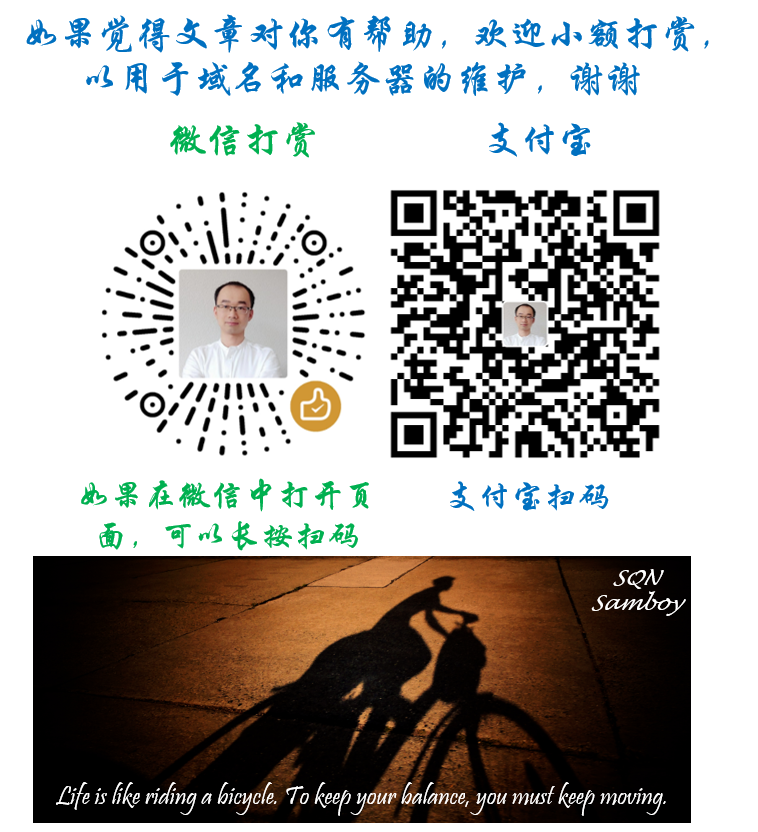 如果觉得文章对你有帮助，欢迎小额打赏，
以用于域名和服务器的维护，谢谢
微信打赏
支付宝
如果在微信中打开页
面，可以长按扫码
支付宝扫码
SQN
Samboy
Life is like riding a bicycle. To keep your balance, you must keep moving.